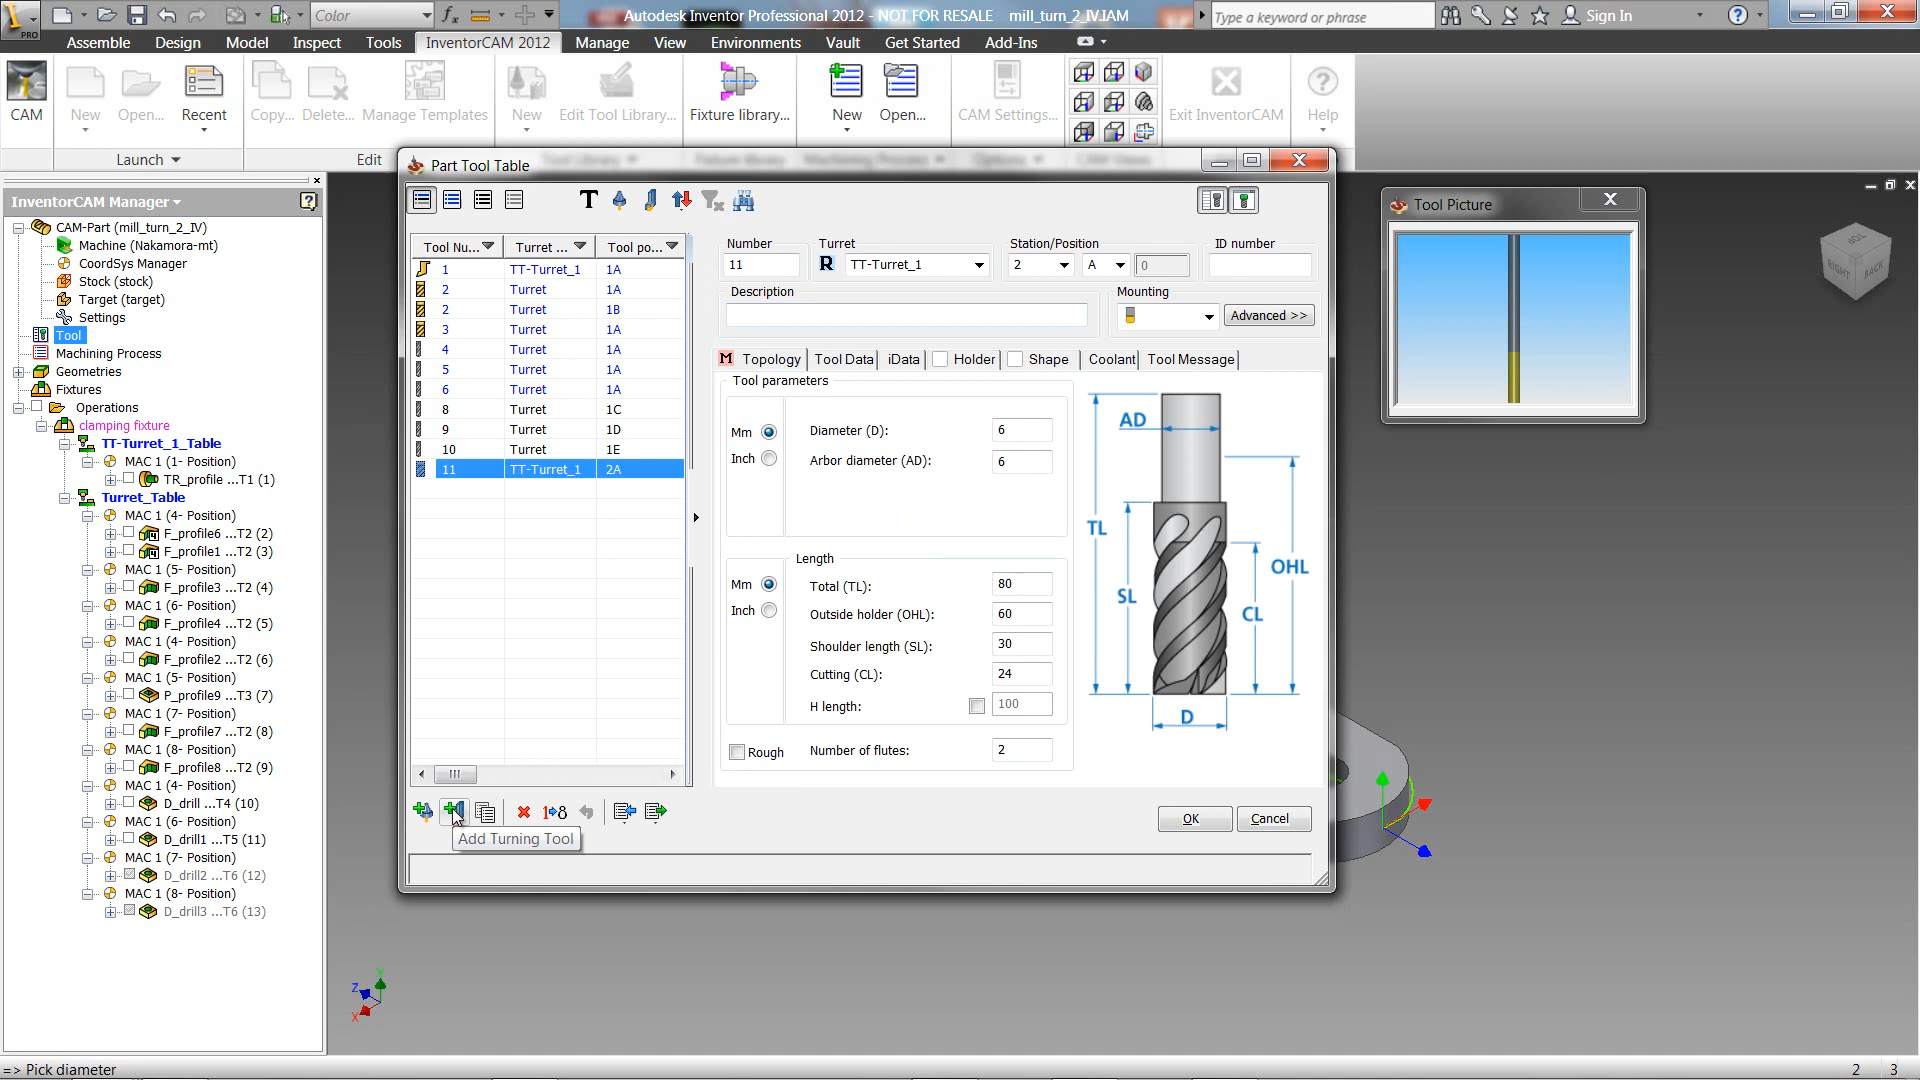 Color
Autodesk Inventor Professional 2012 - NOT FOR RESALE mill_turn_2_IV.IAM
Type a keyword or phrase
Sign In
PRO
Assemble Design Model Inspect Tools InventorCAM 2012 Manage View Environments Vault Get Started Add-Ins
CAM New Open... Recent Copy... Delete... Manage Templates New Edit Tool Library... Fixture library... New Open... CAM Settings... Exit InventorCAM Help
Launch Edit
InventorCAM Manager
CAM-Part (mill_turn_2_IV)
Machine (Nakamora-mt)
CoordSys Manager
Stock (stock)
Target (target)
Settings
Tool
Machining Process
Geometries
Fixtures
Operations
clamping fixture
TT-Turret_1_Table
MAC 1 (1- Position)
TR_profile ...T1 (1)
Turret_Table
MAC 1 (4- Position)
F_profile6 ...T2 (2)
F_profile1 ...T2 (3)
MAC 1 (5- Position)
F_profile3 ...T2 (4)
MAC 1 (6- Position)
F_profile4 ...T2 (5)
MAC 1 (4- Position)
F_profile2 ...T2 (6)
MAC 1 (5- Position)
P_profile9 ...T3 (7)
MAC 1 (7- Position)
F_profile7 ...T2 (8)
MAC 1 (8- Position)
F_profile8 ...T2 (9)
MAC 1 (4- Position)
D_drill ...T4 (10)
MAC 1 (6- Position)
D_drill1 ...T5 (11)
MAC 1 (7- Position)
D_drill2 ...T6 (12)
MAC 1 (8- Position)
D_drill3 ...T6 (13)
Part Tool Table
Tool Nu... Turret ... Tool po...
1 TT-Turret_1 1A
2 Turret 1A
2 Turret 1B
3 Turret 1A
4 Turret 1A
5 Turret 1A
6 Turret 1A
8 Turret 1C
9 Turret 1D
10 Turret 1E
11 TT-Turret_1 2A
Add Turning Tool
Number Turret Station/Position ID number
11 R TT-Turret_1 2 A 0
Description Mounting
Advanced >>
M Topology Tool Data iData Holder Shape Coolant Tool Message
Tool parameters
Mm Diameter (D): 6
Inch Arbor diameter (AD): 6
Length
Mm Total (TL): 80
Inch Outside holder (OHL): 60
Shoulder length (SL): 30
Cutting (CL): 24
H length: 100
Rough Number of flutes: 2
AD
TL
OHL
SL
CL
D
OK Cancel
Tool Picture
TOP
RIGHT BACK
Y
Z
X
=> Pick diameter
2 3